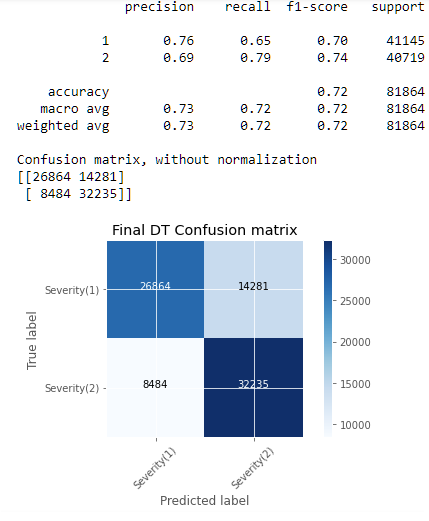 precision recall f1-score support
1 0.76 0.65 0.70 41145
2 0.69 0.79 0.74 40719
accuracy 0.72 81864
macro avg 0.73 0.72 0.72 81864
weighted avg 0.73 0.72 0.72 81864
Confusion matrix, without normalization
[[26864 14281]
[ 8484 32235]]
Final DT Confusion matrix
True label
Severity(1)
Severity(2)
26864 14281
8484 32235
Severity(1) Severity(2)
Predicted label
30000
25000
20000
15000
10000